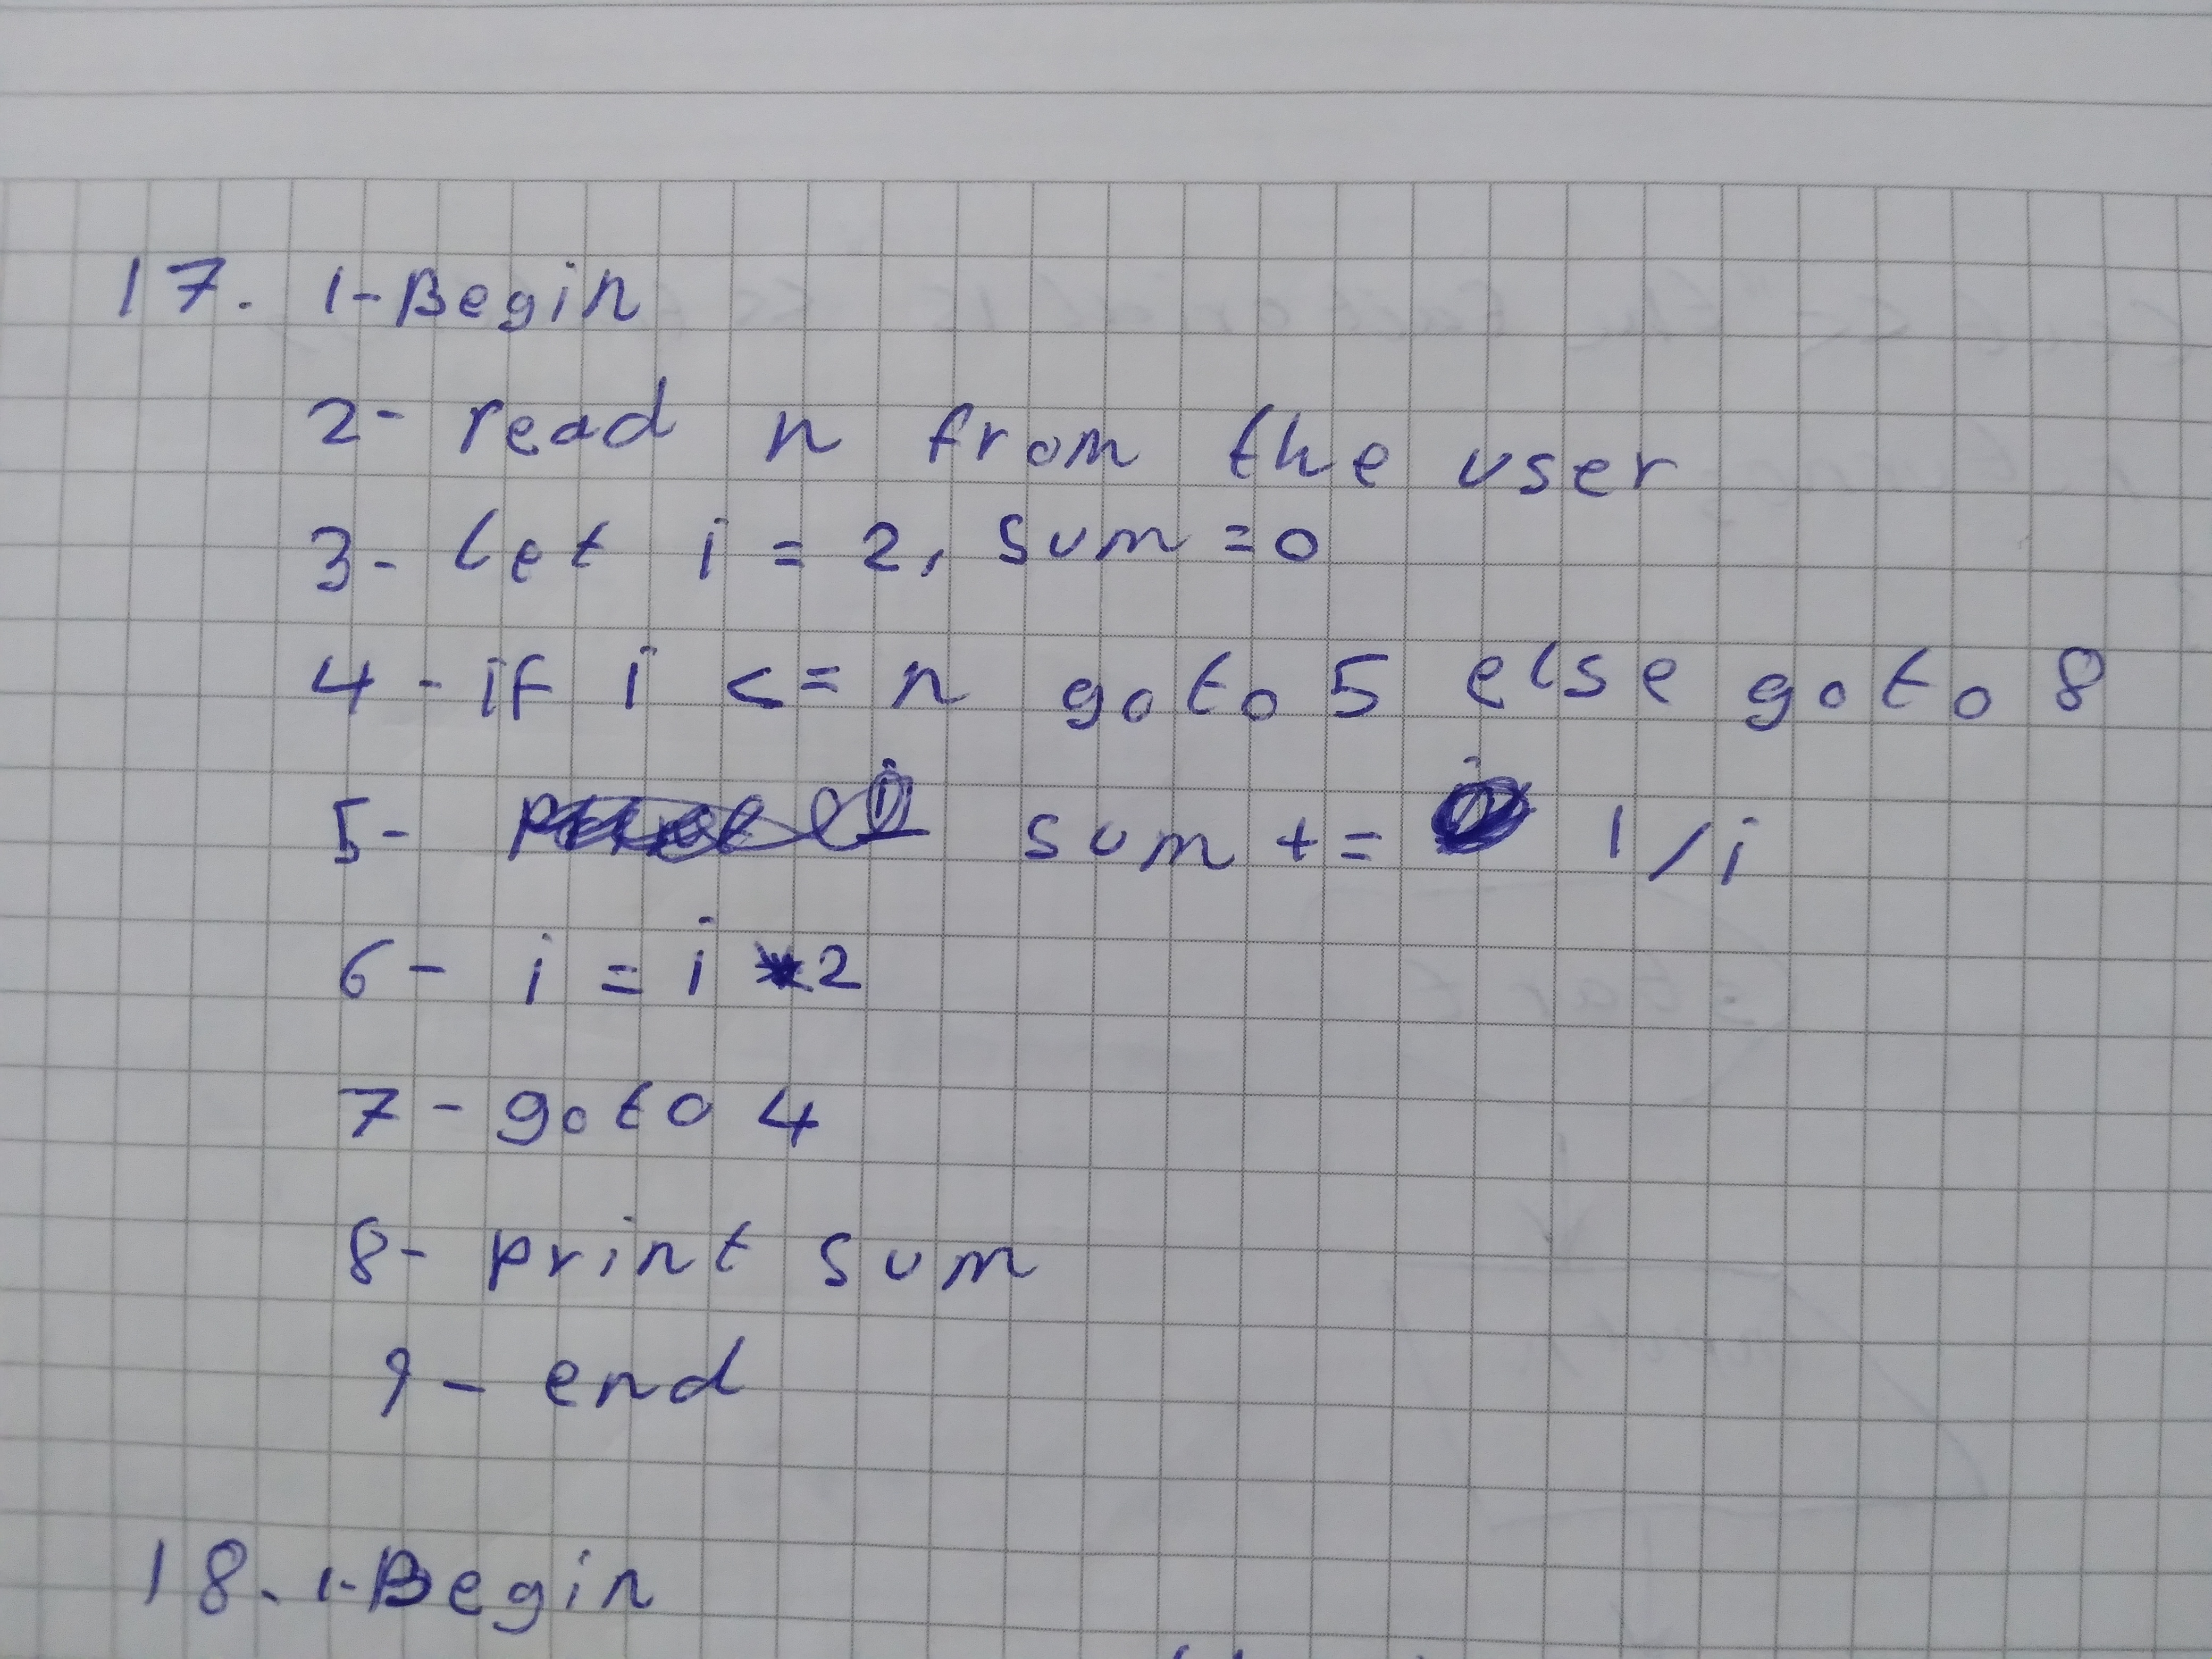 17. 1-Begin
2- read n from the user
3- let i = 2, sum = 0
4 - if i <= n goto 5 else goto 8
5- sum += 1/i
6- i = i *2
7- goto 4
8- print sum
9- end
18. 1-Begin